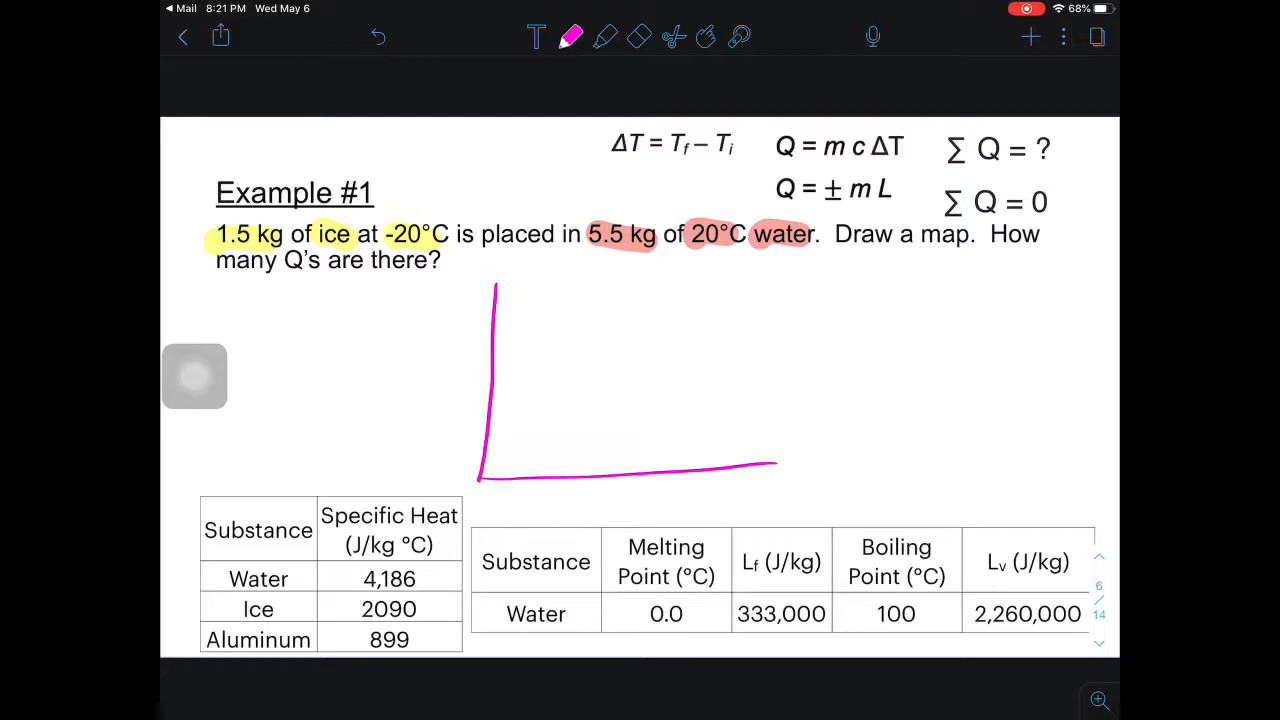 Mail 8:21 PM Wed May 6 68%
T
ΔT = Tf – Ti
Q = m c ΔT
∑ Q = ?
Q = ± m L
∑ Q = 0
Example #1
1.5 kg of ice at -20°C is placed in 5.5 kg of 20°C water. Draw a map. How
many Q's are there?
Substance Specific Heat (J/kg °C)
Water 4,186
Ice 2090
Aluminum 899
Substance Melting Point (°C) Lf (J/kg) Boiling Point (°C) Lv (J/kg)
Water 0.0 333,000 100 2,260,000
6
/
14